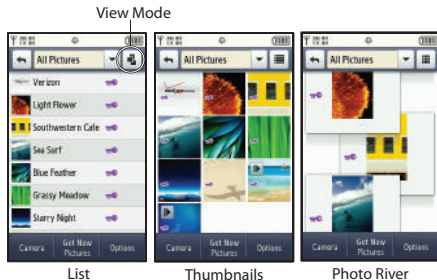 View Mode
All Pictures
Verizon
Light Flower
Southwestern Cafe
Sea Surf
Blue Feather
Grassy Meadow
Starry Night
Camera
Get New Pictures
Options
List
All Pictures
Camera
Get New Pictures
Options
Thumbnails
All Pictures
Camera
Get New Pictures
Options
Photo River